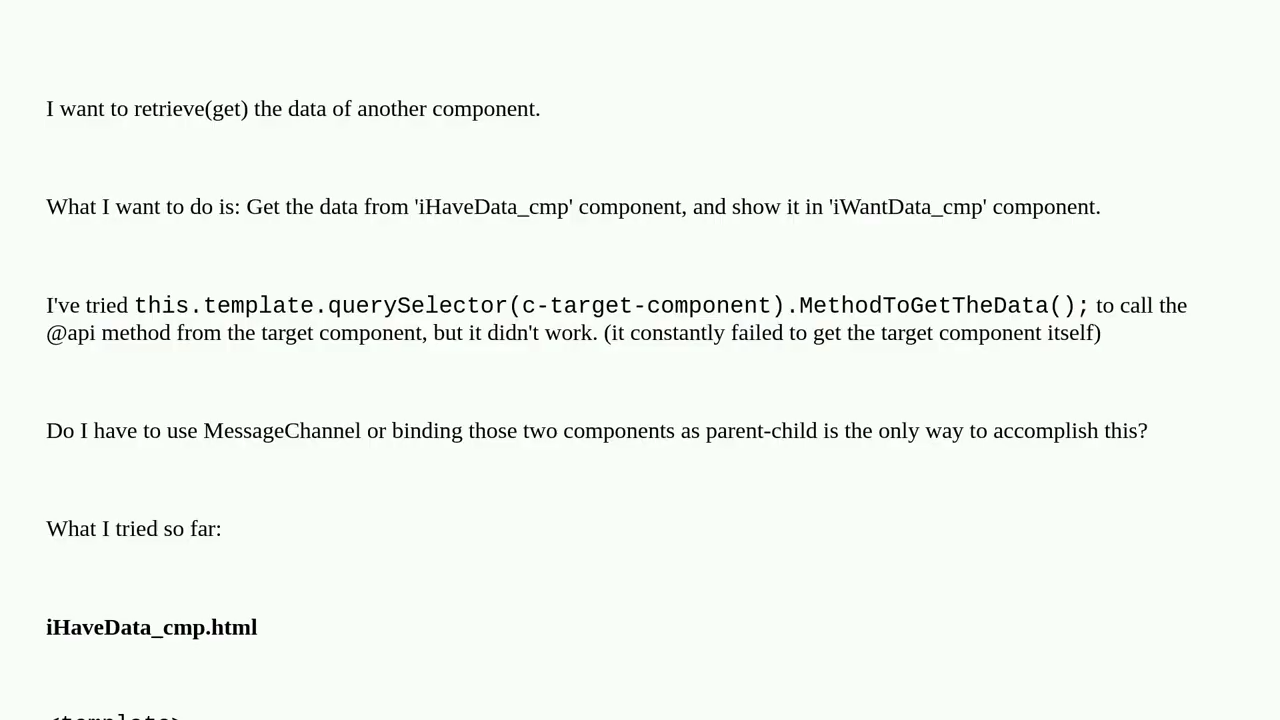 I want to retrieve(get) the data of another component.
What I want to do is: Get the data from 'iHaveData_cmp' component, and show it in 'iWantData_cmp' component.
I've tried this.template.querySelector(c-target-component).MethodToGetTheData(); to call the
@api method from the target component, but it didn't work. (it constantly failed to get the target component itself)
Do I have to use MessageChannel or binding those two components as parent-child is the only way to accomplish this?
What I tried so far:
iHaveData_cmp.html
<template>